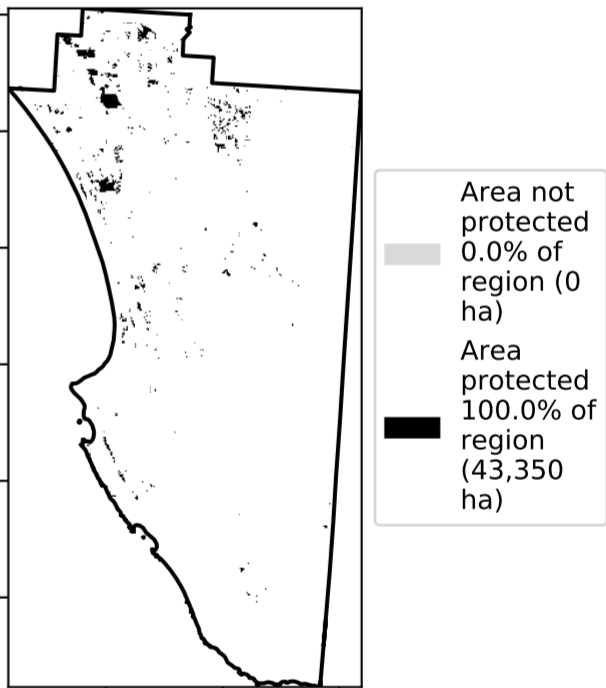 Area not
protected
0.0% of
region (0
ha)
Area
protected
100.0% of
region
(43,350
ha)